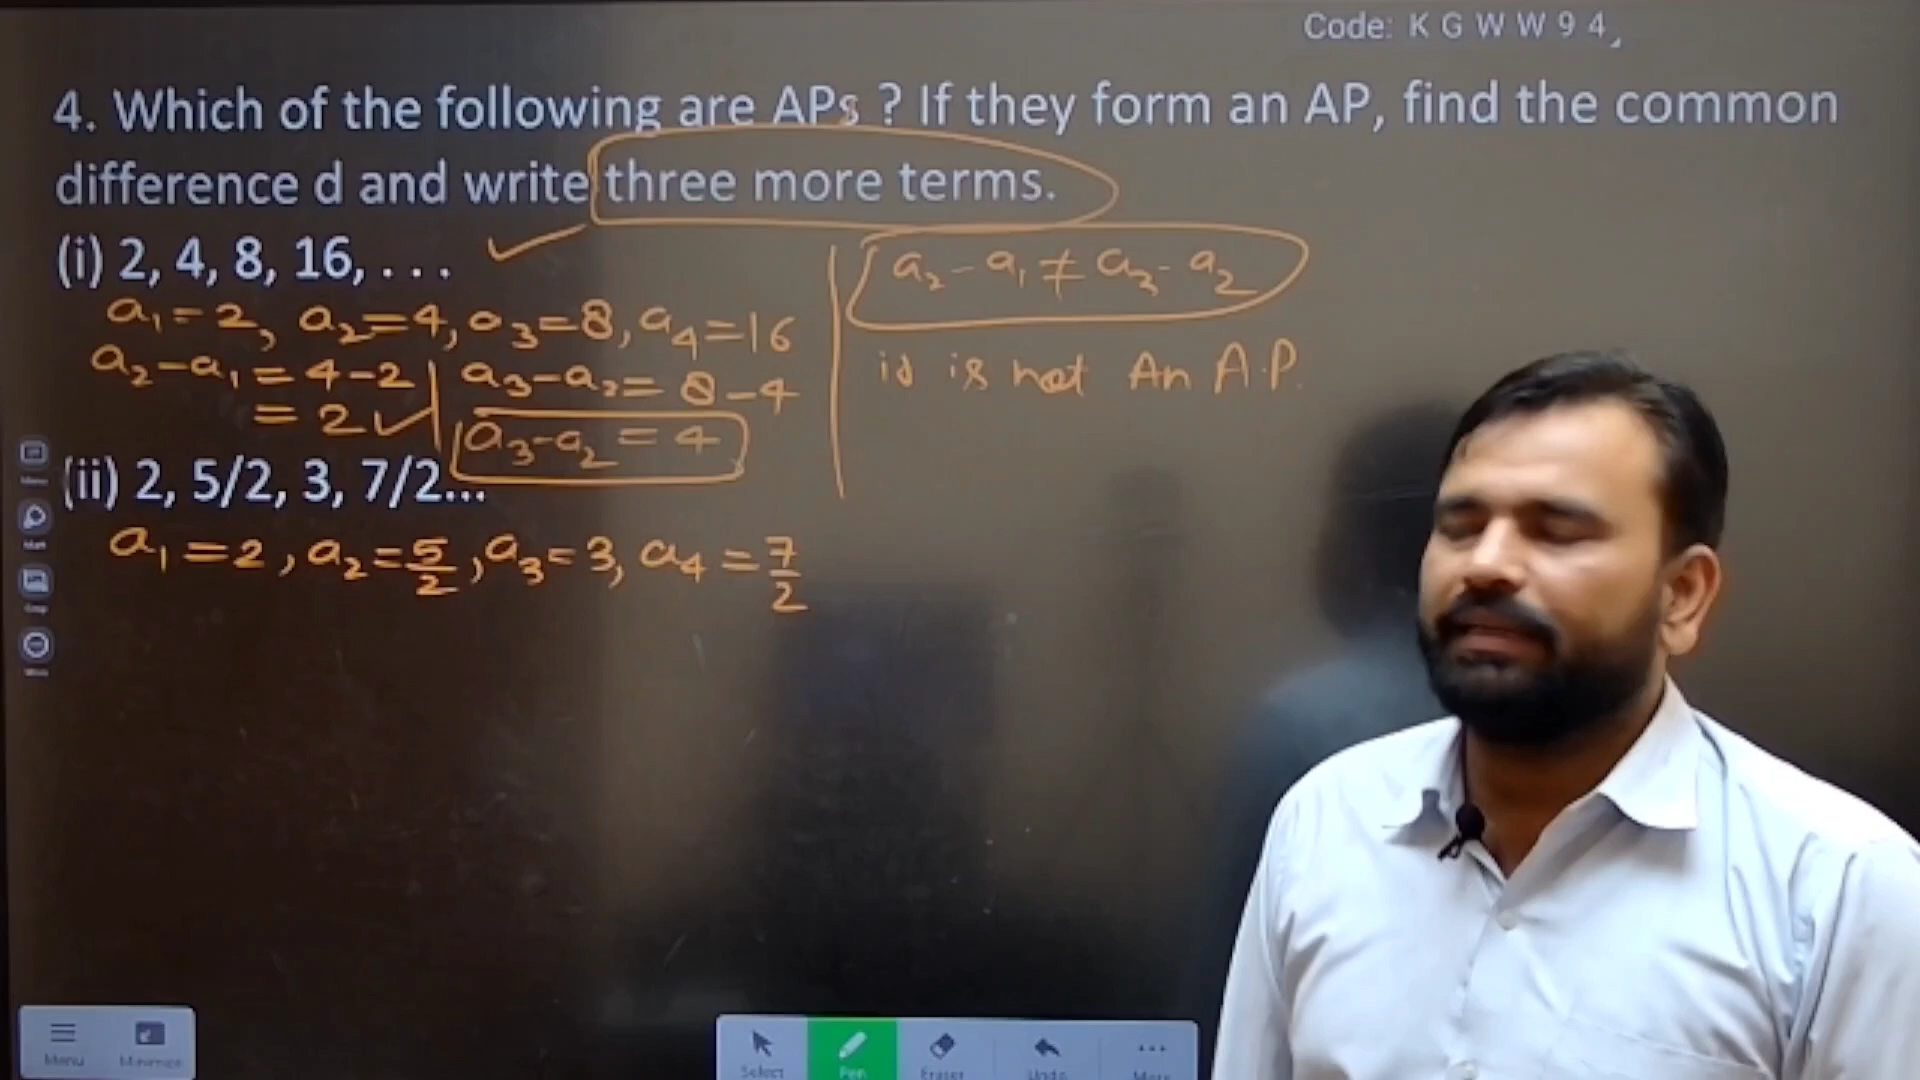 Code: K G W W 9 4
4. Which of the following are APs ? If they form an AP, find the common
difference d and write three more terms.
(i) 2, 4, 8, 16, . . .
a₁ = 2, a₂ = 4, a₃ = 8, a₄ = 16
a₂ - a₁ = 4 - 2
= 2 ✓
a₃ - a₂ = 8 - 4
a₃ - a₂ = 4
a₂ - a₁ ≠ a₃ - a₂
is not An A.P.
(ii) 2, 5/2, 3, 7/2...
a₁ = 2, a₂ = 5/2, a₃ = 3, a₄ = 7/2
Menu
Minimize
Select
Pen
Eraser
Undo
More